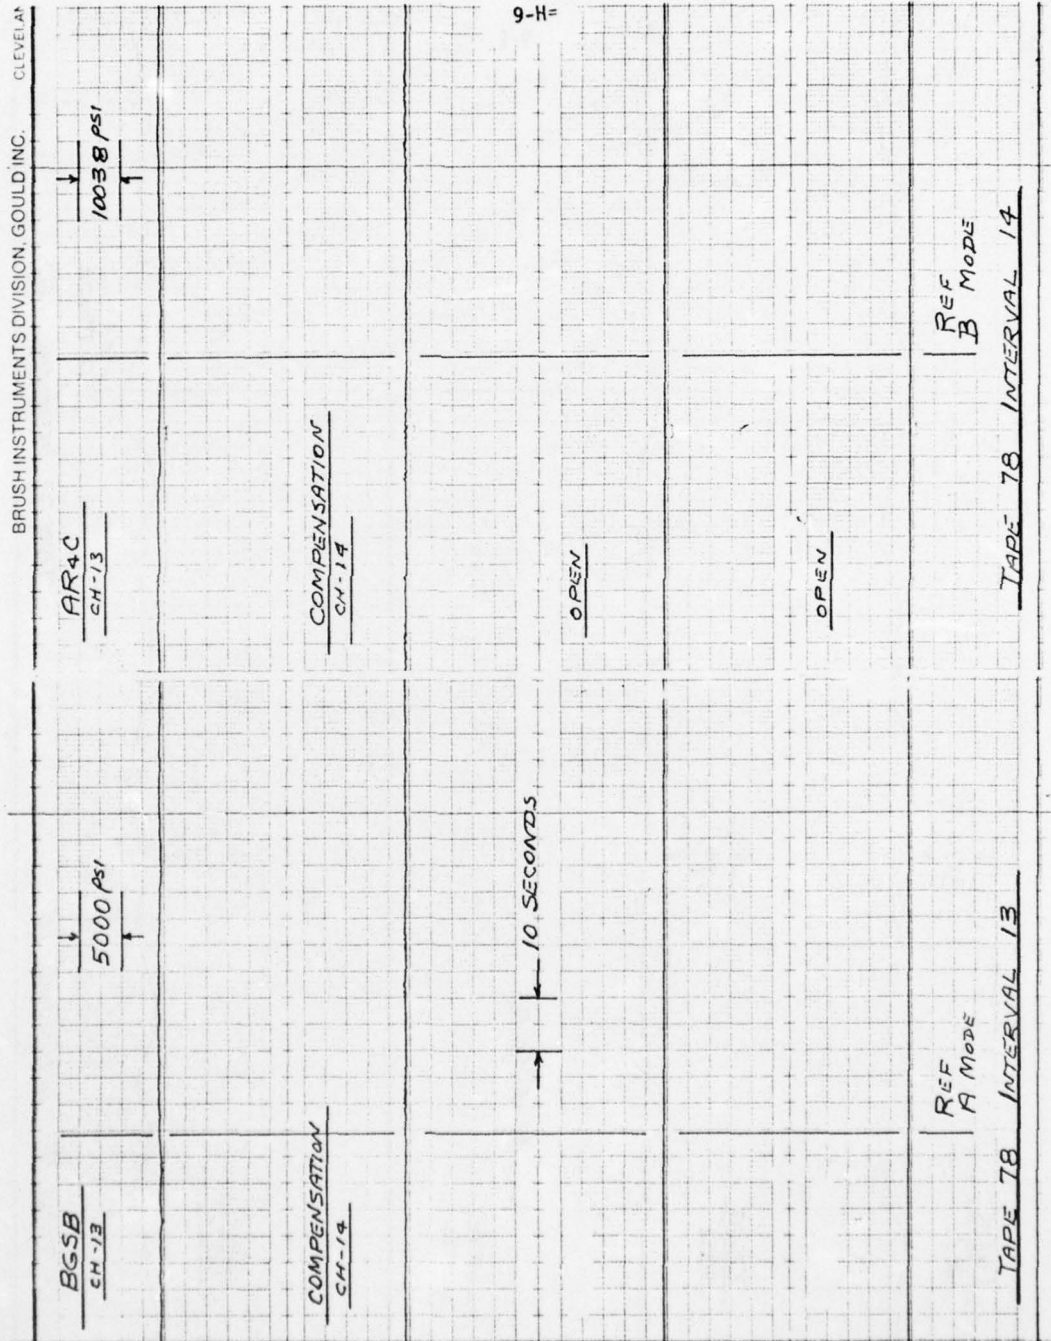 BRUSH INSTRUMENTS DIVISION, GOULD INC. CLEVELAN
9-H=
BGSB
CH-13
5000 PSI
COMPENSATION
CH-14
10 SECONDS
REF
A MODE
TAPE 78 INTERVAL 13
AR4C
CH-13
10038 PSI
COMPENSATION
CH-14
OPEN
OPEN
REF
B MODE
TAPE 78 INTERVAL 14